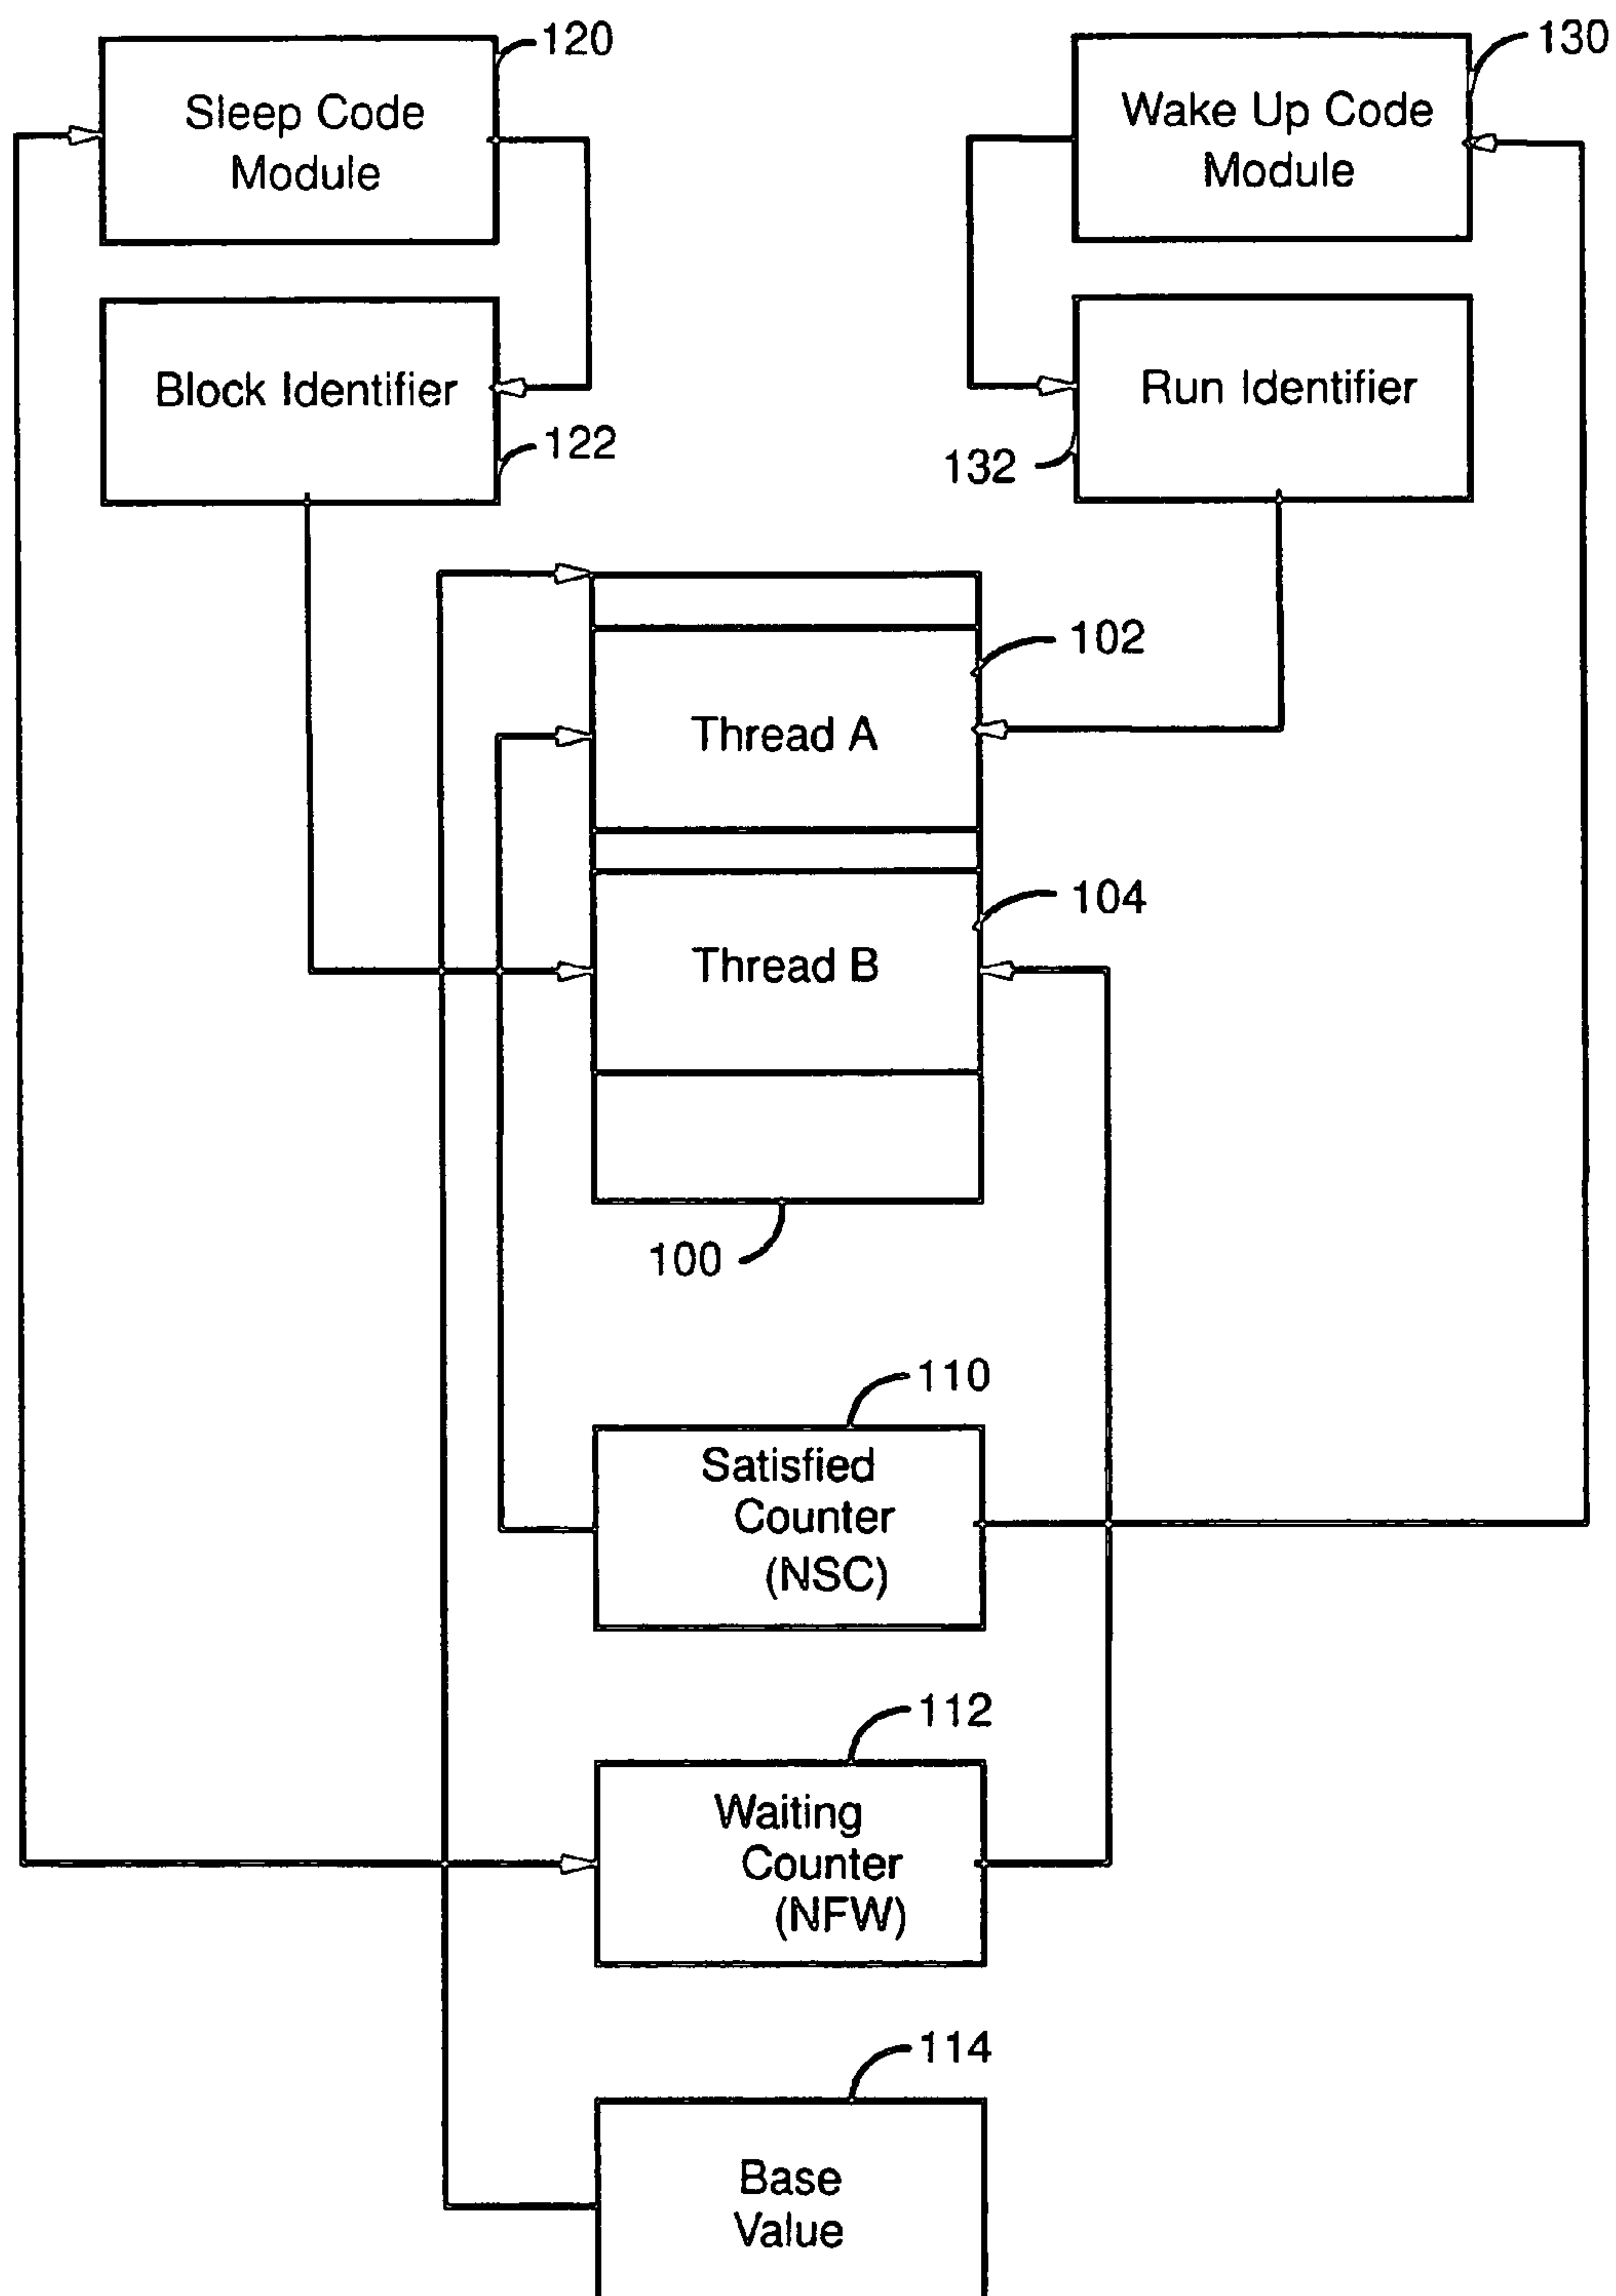 120
130
Sleep Code
Module
Wake Up Code
Module
Block Identifier
122
Run Identifier
132
102
Thread A
104
Thread B
100
110
Satisfied
Counter
(NSC)
112
Waiting
Counter
(NFW)
114
Base
Value